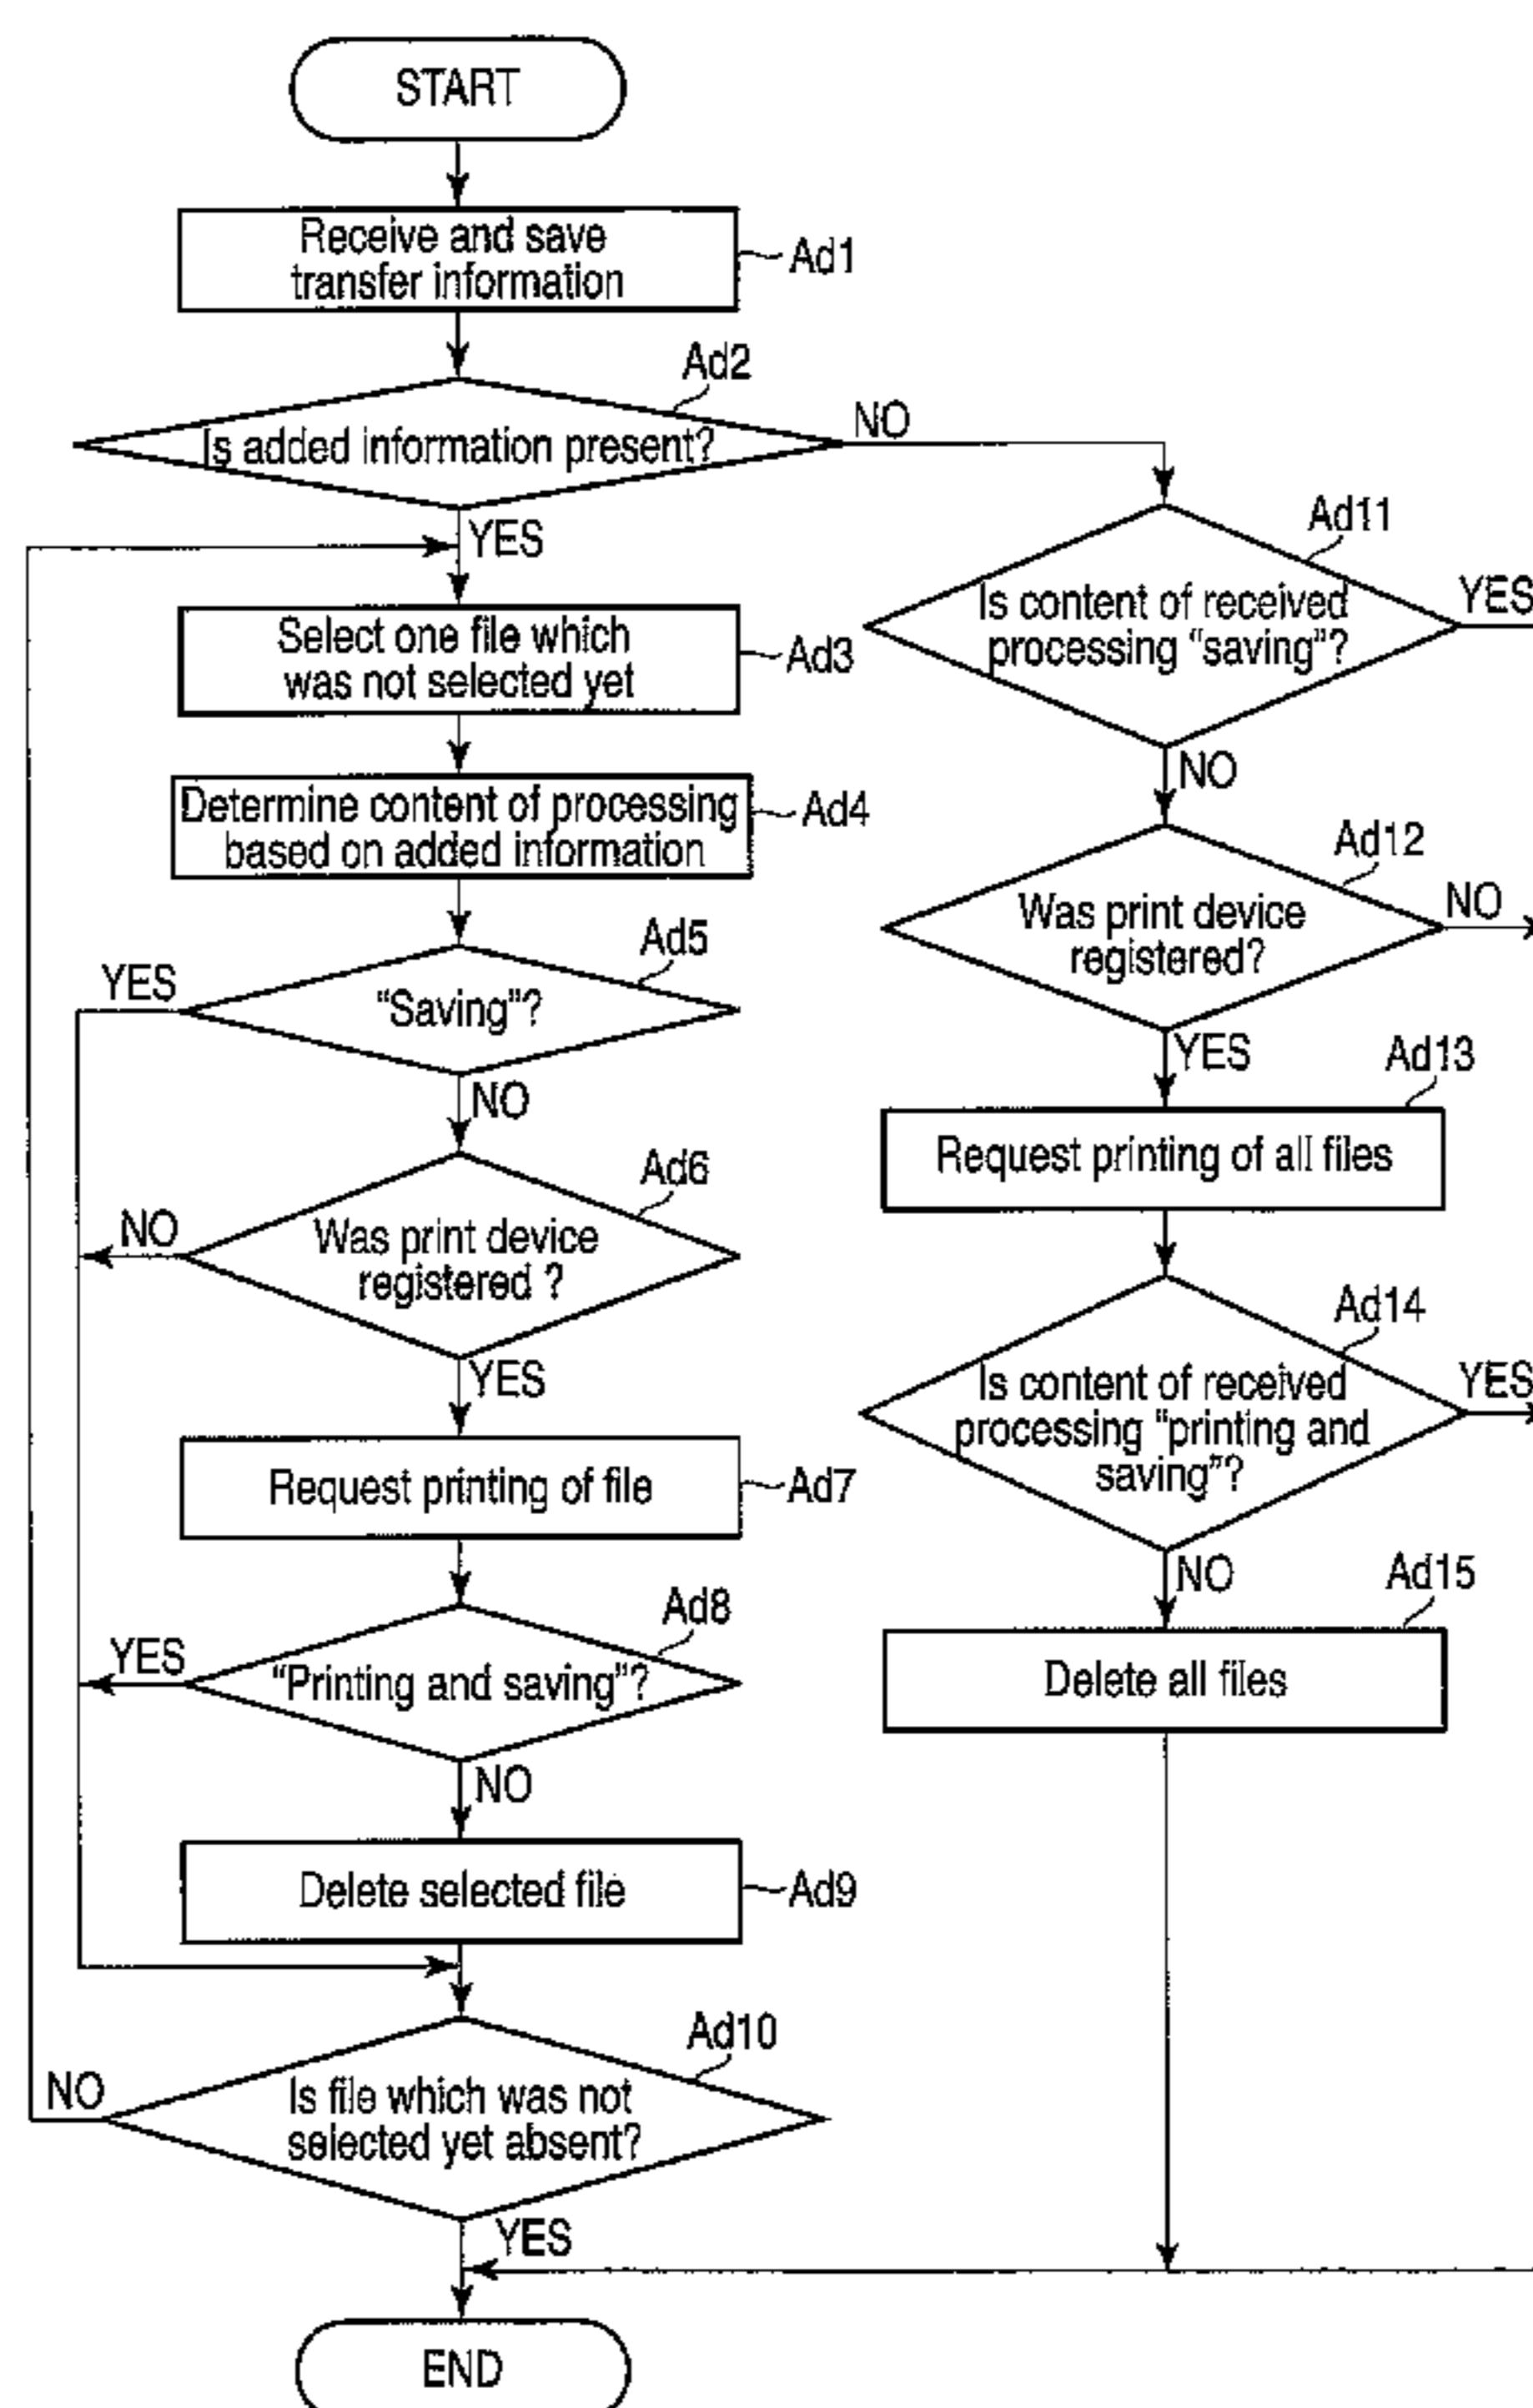 START
Receive and save
transfer information
Ad1
Ad2
Is added information present?
NO
YES
Select one file which
was not selected yet
Ad3
Determine content of processing
based on added information
Ad4
Ad5
"Saving"?
YES
NO
Ad6
Was print device
registered ?
NO
YES
Request printing of file
Ad7
Ad8
"Printing and saving"?
YES
NO
Delete selected file
Ad9
Ad10
Is file which was not
selected yet absent?
NO
YES
END
Ad11
Is content of received
processing "saving"?
YES
NO
Ad12
Was print device
registered?
NO
YES
Ad13
Request printing of all files
Ad14
Is content of received
processing "printing and
saving"?
YES
NO
Ad15
Delete all files